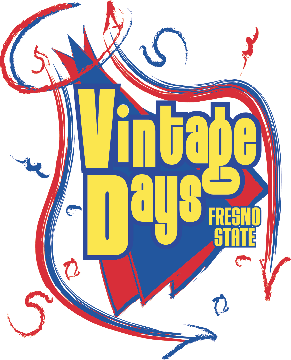 Vintage
Days
FRESNO
STATE